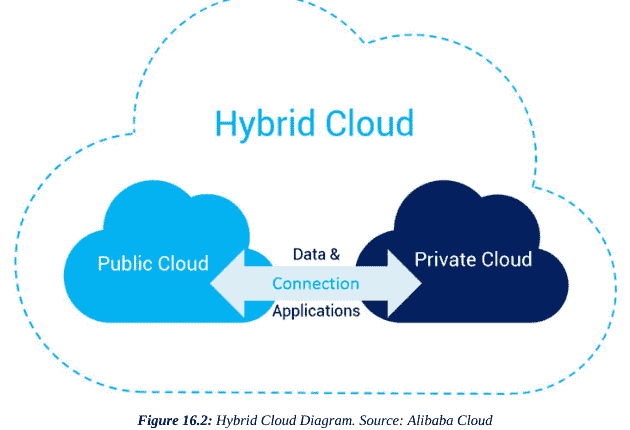 Hybrid Cloud
Public Cloud
Data &
Connection
Applications
Private Cloud
Figure 16.2: Hybrid Cloud Diagram. Source: Alibaba Cloud